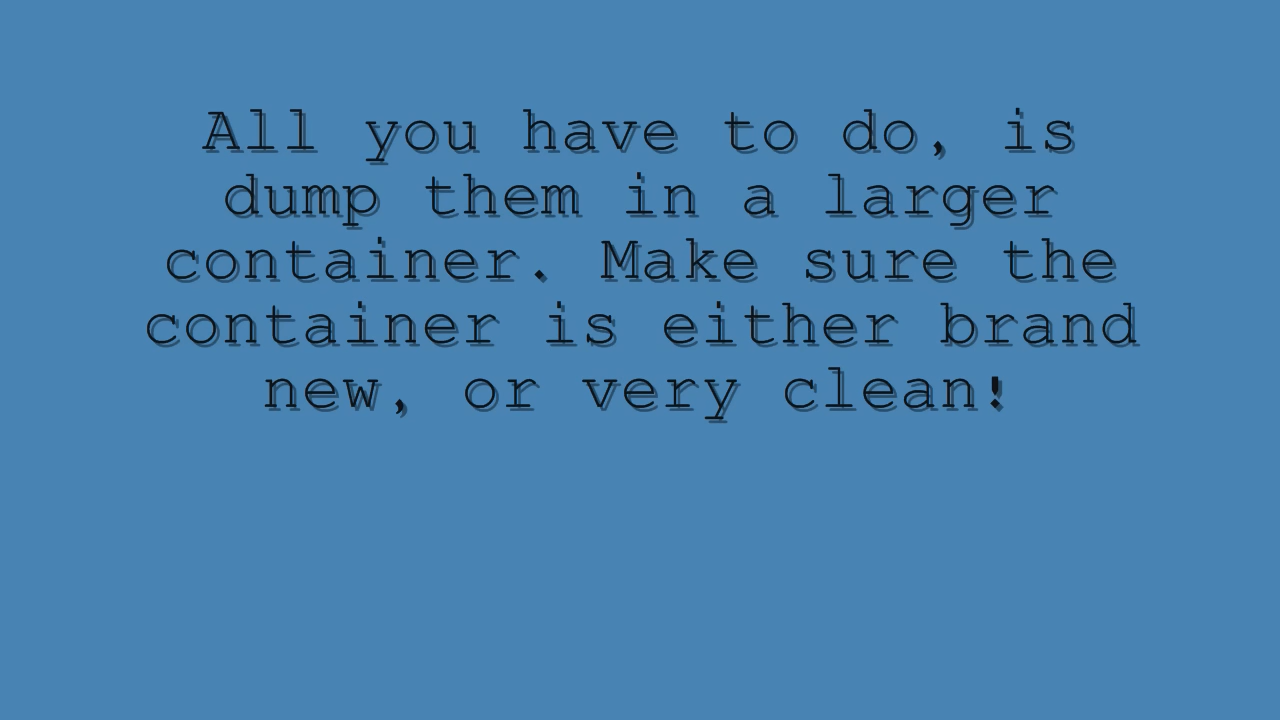 All you have to do, is
dump them in a larger
container. Make sure the
container is either brand
new, or very clean!